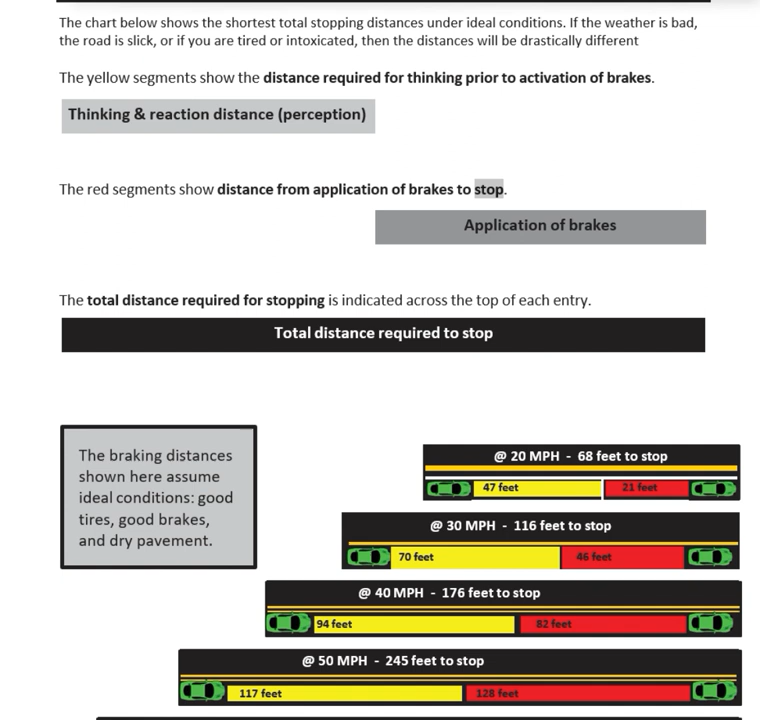 The chart below shows the shortest total stopping distances under ideal conditions. If the weather is bad,
the road is slick, or if you are tired or intoxicated, then the distances will be drastically different
The yellow segments show the distance required for thinking prior to activation of brakes.
Thinking & reaction distance (perception)
The red segments show distance from application of brakes to stop.
Application of brakes
The total distance required for stopping is indicated across the top of each entry.
Total distance required to stop
The braking distances
shown here assume
ideal conditions: good
tires, good brakes,
and dry pavement.
@ 20 MPH - 68 feet to stop
47 feet 21 feet
@ 30 MPH - 116 feet to stop
70 feet 46 feet
@ 40 MPH - 176 feet to stop
94 feet 82 feet
@ 50 MPH - 245 feet to stop
117 feet 128 feet